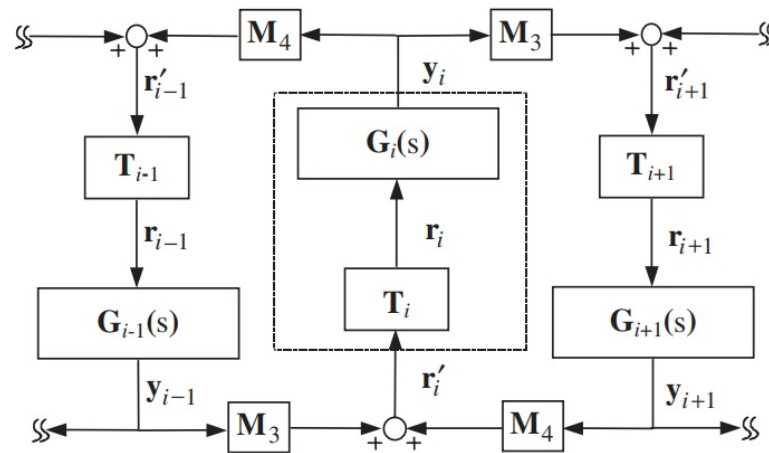 M₄ M₃
+ + + +
r′ᵢ₋₁ yᵢ r′ᵢ₊₁
Gᵢ(s)
Tᵢ₋₁ Tᵢ₊₁
rᵢ₋₁ rᵢ rᵢ₊₁
Tᵢ
Gᵢ₋₁(s) Gᵢ₊₁(s)
r′ᵢ
yᵢ₋₁ yᵢ₊₁
M₃ M₄
+ +